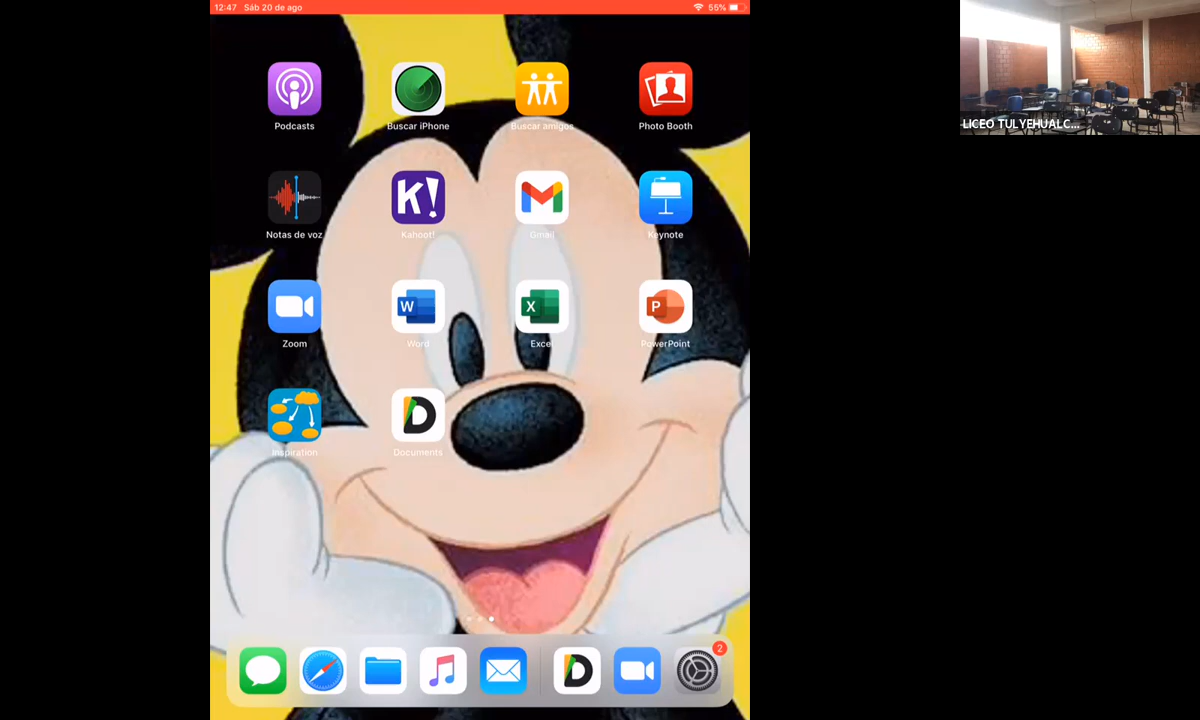 12:47 Sáb 20 de ago 55%
Podcasts Buscar iPhone Buscar amigos Photo Booth
Notas de voz K! Kahoot! Gmail Keynote
Zoom W Word X Excel P PowerPoint
Inspiration D Documents
D 2
LICEO TULYEHUALC...